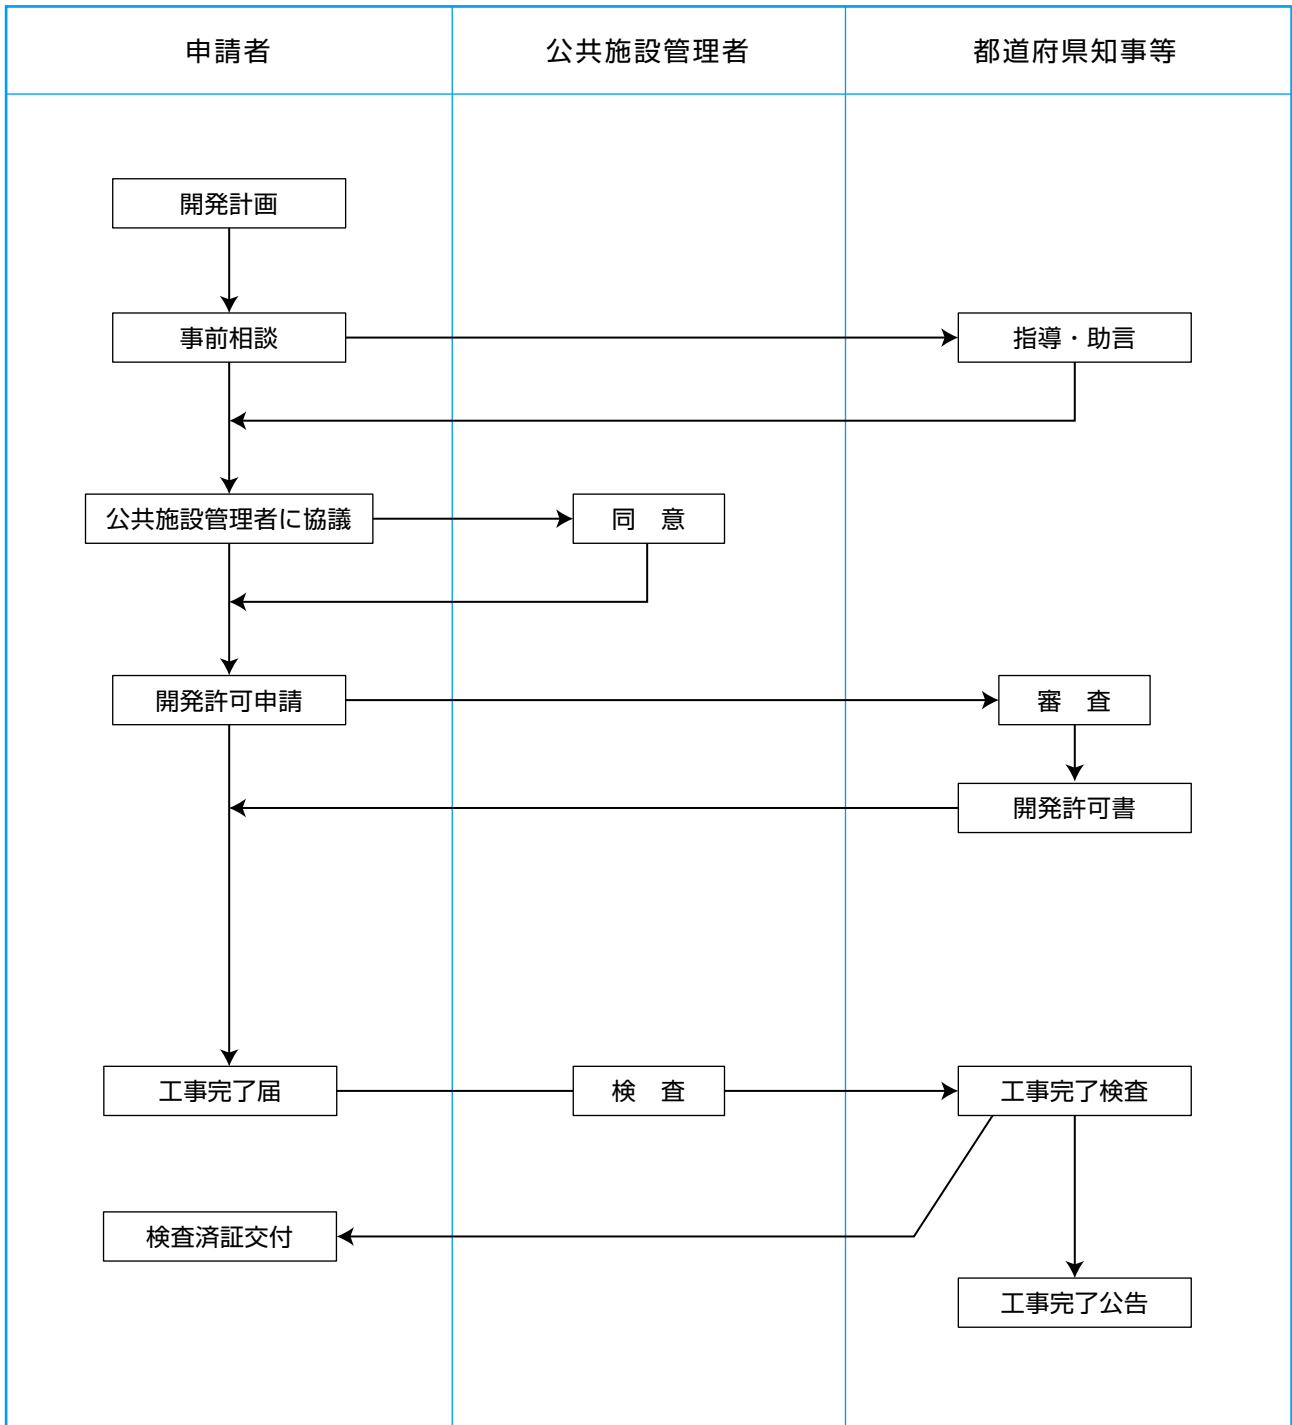 申請者
公共施設管理者
都道府県知事等
開発計画
事前相談
指導・助言
公共施設管理者に協議
同　意
開発許可申請
審　査
開発許可書
工事完了届
検　査
工事完了検査
検査済証交付
工事完了公告